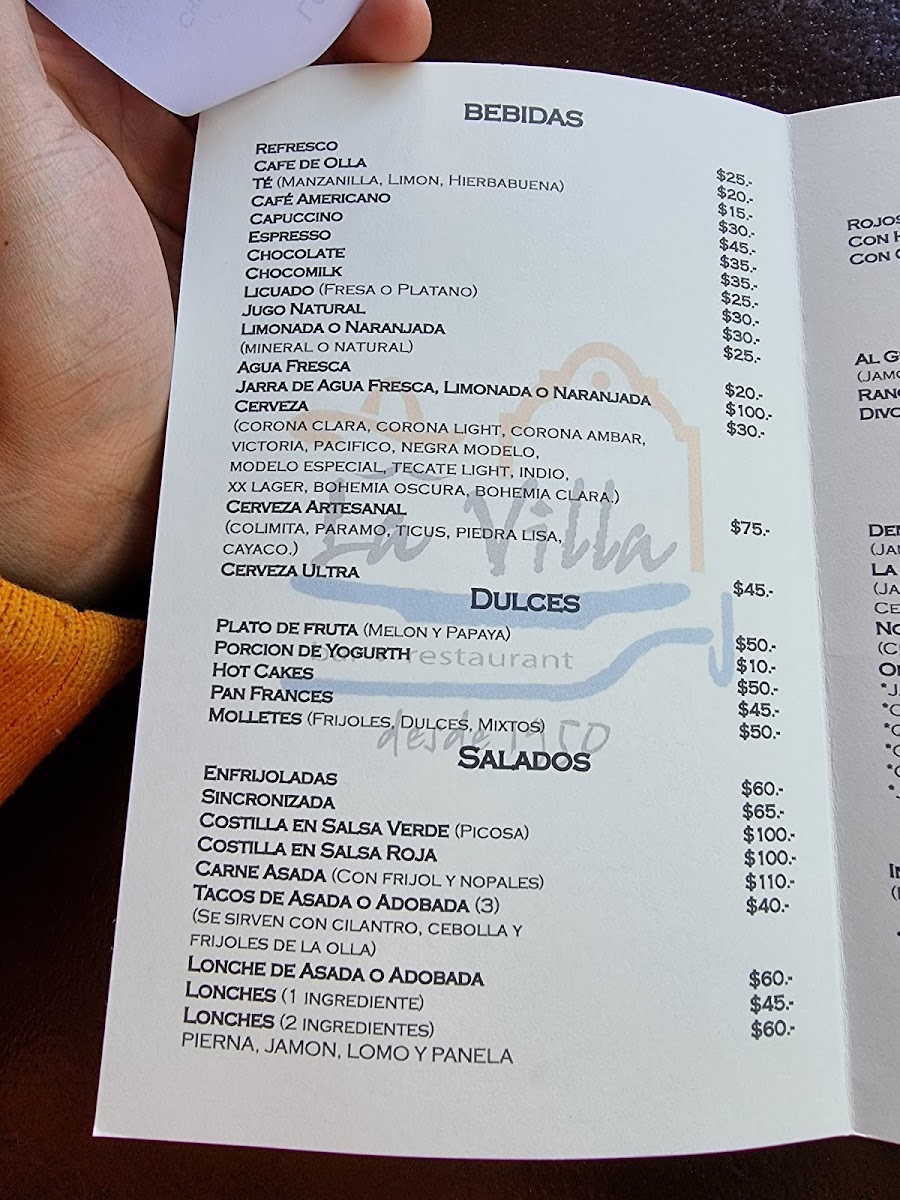 BEBIDAS
REFRESCO $25.-
CAFE DE OLLA $20.-
TÉ (MANZANILLA, LIMON, HIERBABUENA) $15.-
CAFÉ AMERICANO $30.-
CAPUCCINO $45.-
ESPRESSO $35.-
CHOCOLATE $35.-
CHOCOMILK $25.-
LICUADO (FRESA O PLATANO) $30.-
JUGO NATURAL $30.-
LIMONADA O NARANJADA $25.-
(MINERAL O NATURAL)
AGUA FRESCA $20.-
JARRA DE AGUA FRESCA, LIMONADA O NARANJADA $100.-
CERVEZA $30.-
(CORONA CLARA, CORONA LIGHT, CORONA AMBAR,
VICTORIA, PACIFICO, NEGRA MODELO,
MODELO ESPECIAL, TECATE LIGHT, INDIO,
XX LAGER, BOHEMIA OSCURA, BOHEMIA CLARA.)
CERVEZA ARTESANAL $75.-
(COLIMITA, PARAMO, TICUS, PIEDRA LISA,
CAYACO.)
CERVEZA ULTRA $45.-
La Villa
bar restaurant
desde 1950
DULCES
PLATO DE FRUTA (MELON Y PAPAYA) $50.-
PORCION DE YOGURTH $10.-
HOT CAKES $50.-
PAN FRANCES $45.-
MOLLETES (FRIJOLES, DULCES, MIXTOS) $50.-
SALADOS
ENFRIJOLADAS $60.-
SINCRONIZADA $65.-
COSTILLA EN SALSA VERDE (PICOSA) $100.-
COSTILLA EN SALSA ROJA $100.-
CARNE ASADA (CON FRIJOL Y NOPALES) $110.-
TACOS DE ASADA O ADOBADA (3) $40.-
(SE SIRVEN CON CILANTRO, CEBOLLA Y
FRIJOLES DE LA OLLA)
LONCHE DE ASADA O ADOBADA $60.-
LONCHES (1 INGREDIENTE) $45.-
LONCHES (2 INGREDIENTES) $60.-
PIERNA, JAMON, LOMO Y PANELA
ROJOS
CON
CON
AL
LA